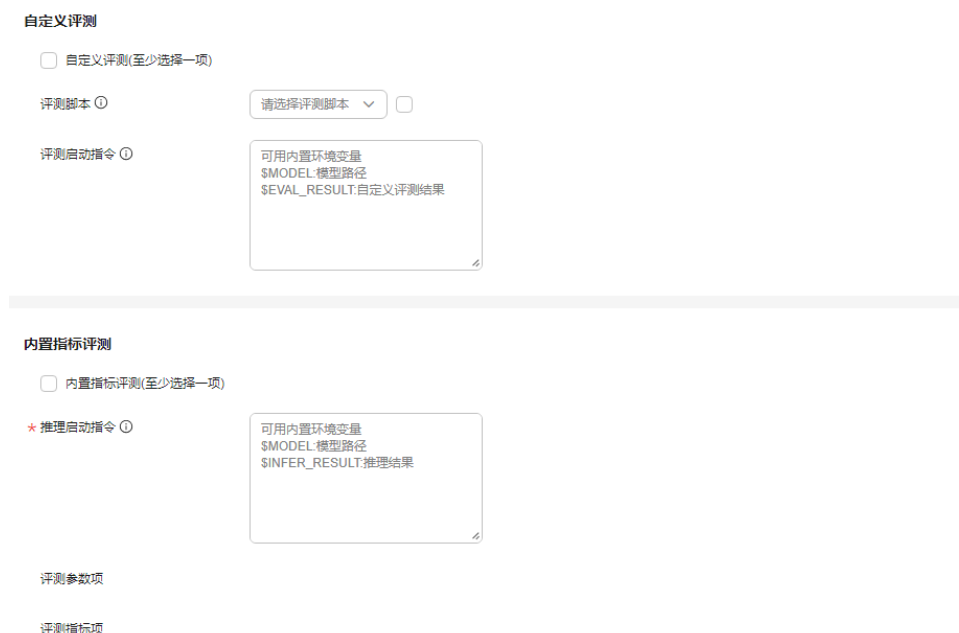 自定义评测
自定义评测(至少选择一项)
评测脚本
请选择评测脚本
评测启动指令
可用内置环境变量
$MODEL:模型路径
$EVAL_RESULT:自定义评测结果
内置指标评测
内置指标评测(至少选择一项)
* 推理启动指令
可用内置环境变量
$MODEL:模型路径
$INFER_RESULT:推理结果
评测参数项
评测指标项